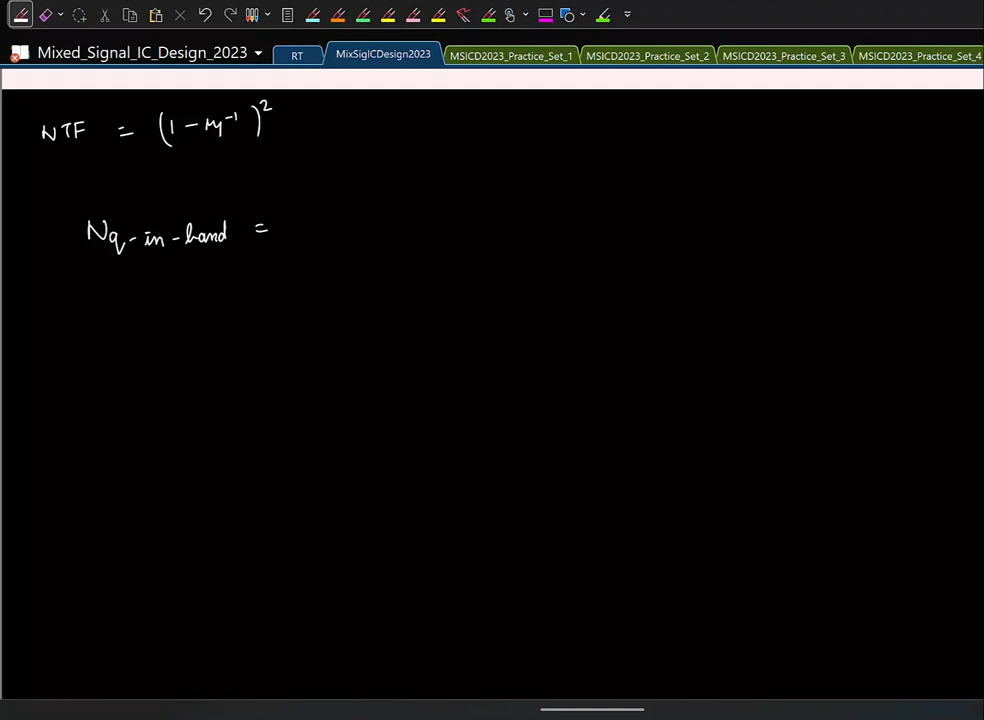 Mixed_Signal_IC_Design_2023
RT
MixSigICDesign2023
MSICD2023_Practice_Set_1
MSICD2023_Practice_Set_2
MSICD2023_Practice_Set_3
MSICD2023_Practice_Set_4
NTF = (1 - z⁻¹)²
Nq-in-band =